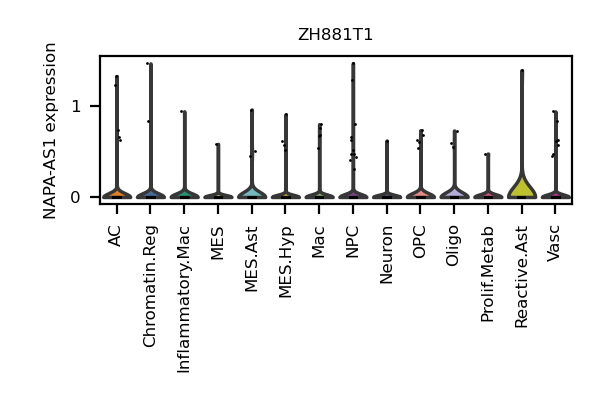 ZH881T1
NAPA-AS1 expression
1
0
AC
Chromatin.Reg
Inflammatory.Mac
MES
MES.Ast
MES.Hyp
Mac
NPC
Neuron
OPC
Oligo
Prolif.Metab
Reactive.Ast
Vasc